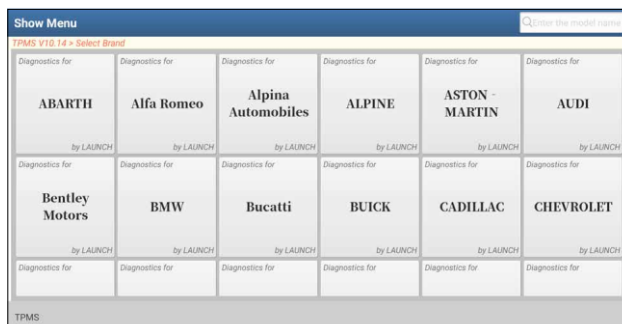 Show Menu
Enter the model name
TPMS V10.14 > Select Brand
Diagnostics for
ABARTH
by LAUNCH
Diagnostics for
Alfa Romeo
by LAUNCH
Diagnostics for
Alpina
Automobiles
by LAUNCH
Diagnostics for
ALPINE
by LAUNCH
Diagnostics for
ASTON -
MARTIN
by LAUNCH
Diagnostics for
AUDI
by LAUNCH
Diagnostics for
Bentley
Motors
by LAUNCH
Diagnostics for
BMW
by LAUNCH
Diagnostics for
Bucatti
by LAUNCH
Diagnostics for
BUICK
by LAUNCH
Diagnostics for
CADILLAC
by LAUNCH
Diagnostics for
CHEVROLET
by LAUNCH
Diagnostics for
Diagnostics for
Diagnostics for
Diagnostics for
Diagnostics for
Diagnostics for
TPMS